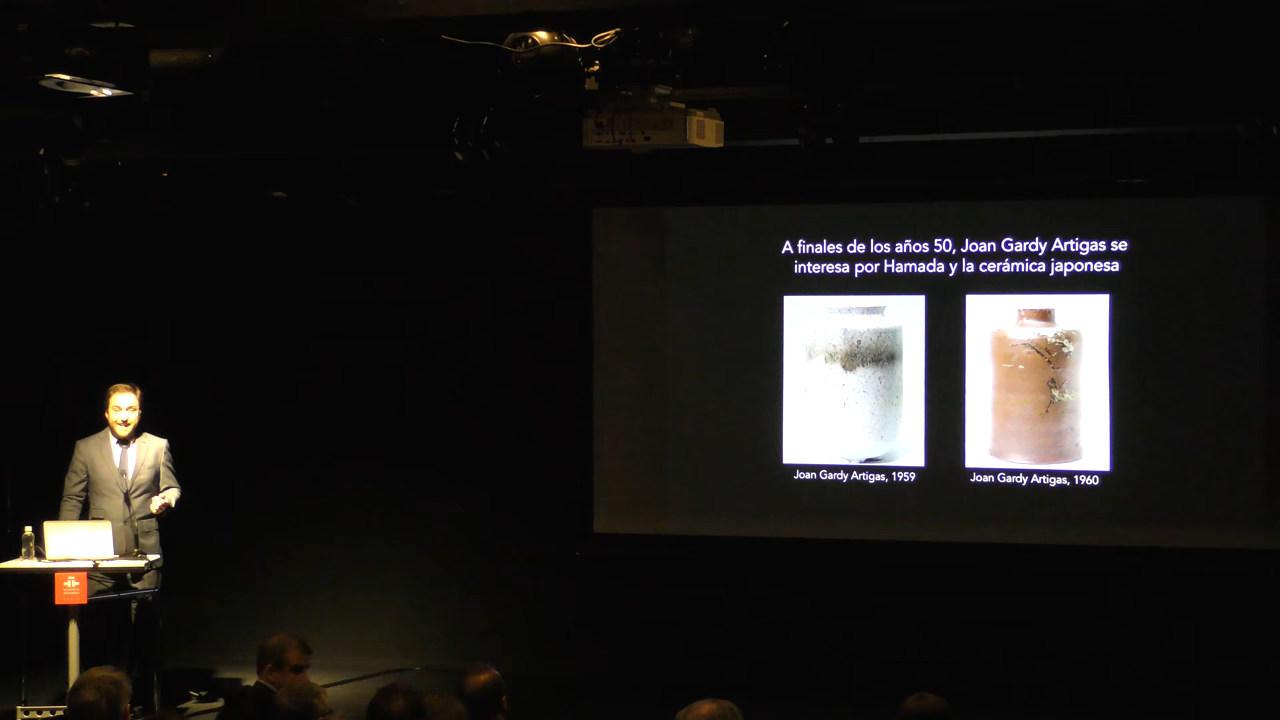 A finales de los años 50, Joan Gardy Artigas se
interesa por Hamada y la cerámica japonesa
Joan Gardy Artigas, 1959
Joan Gardy Artigas, 1960